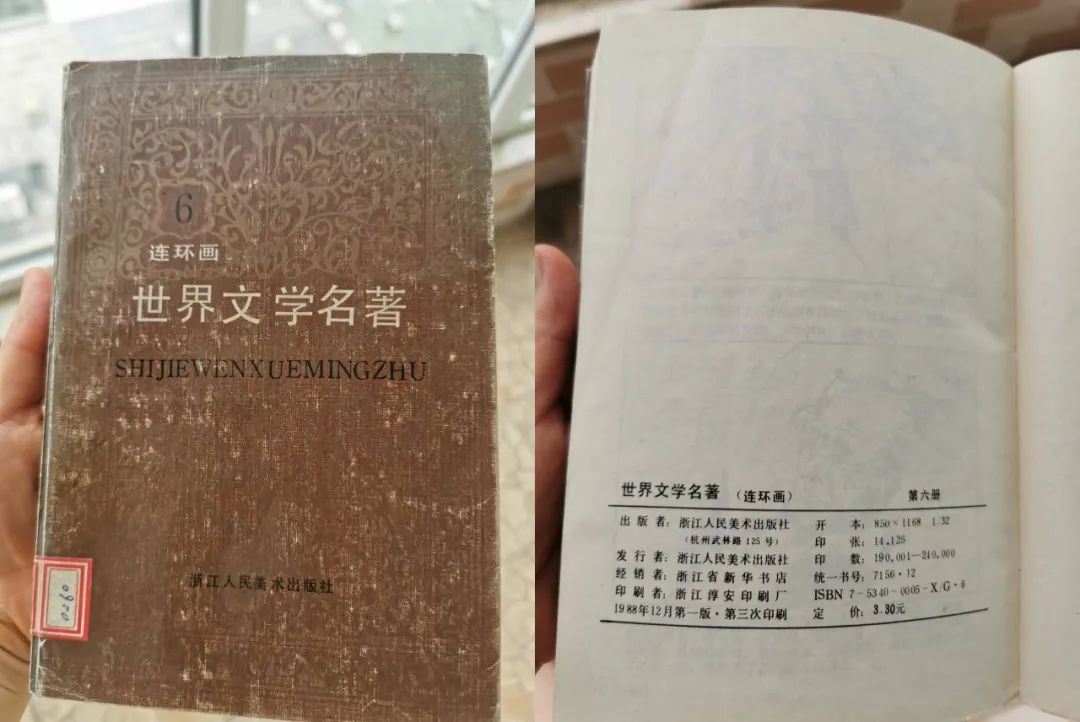 6
连环画
世界文学名著
SHIJIEWENXUEMINGZHU
浙江人民美术出版社
0260
世界文学名著 (连环画) 第六册
出版者: 浙江人民美术出版社
(杭州武林路125号)
发行者: 浙江人民美术出版社
经销者: 浙江省新华书店
印刷者: 浙江淳安印刷厂
1988年12月第一版·第三次印刷
开本: 850×1168 1/32
印张: 14.125
印数: 190,001—240,000
统一书号: 7156·12
ISBN 7-5340-0005-X/G·6
定价: 3.30元